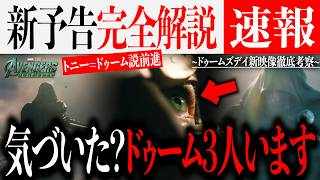 新予告完全解説 速報
AVENGERS
トニー=ドゥーム説前進
~ドゥームズデイ新映像徹底考察~
気づいた?ドゥーム3人います